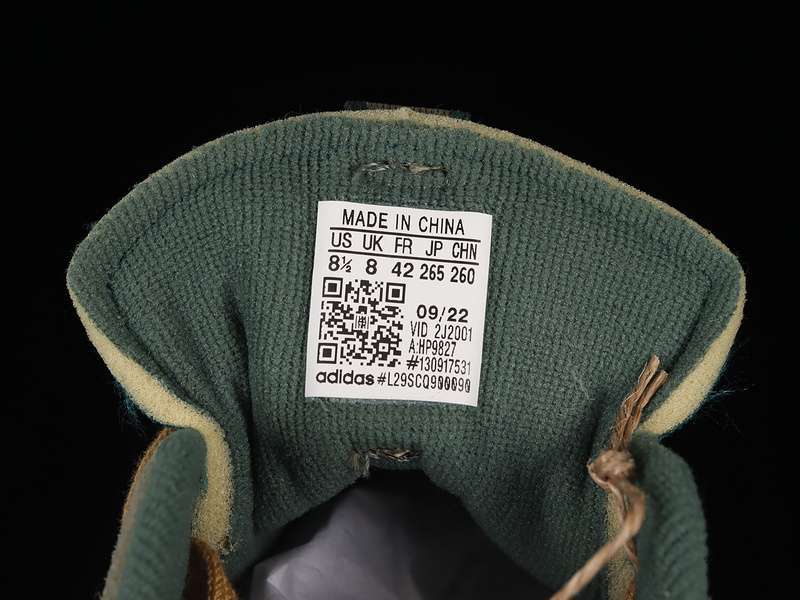 MADE IN CHINA
US UK FR JP CHN
8½ 8 42 265 260
09/22
VID 2J2001
A:HP9827
#130917531
adidas #L29SCQ900090